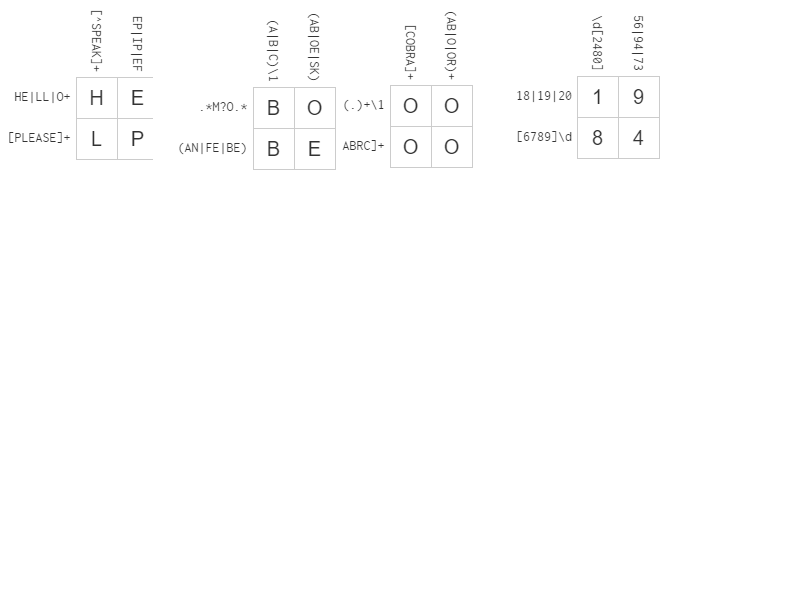 [^SPEAK]+
EP|IP|EF
HE|LL|O+
H E
[PLEASE]+
L P
(A|B|C)\1
(AB|OE|SK)
.*M?O.*
B O
(AN|FE|BE)
B E
[COBRA]+
(AB|O|OR)+
(.)+\1
O O
ABRC]+
O O
\d[2480]
56|94|73
18|19|20
1 9
[6789]\d
8 4